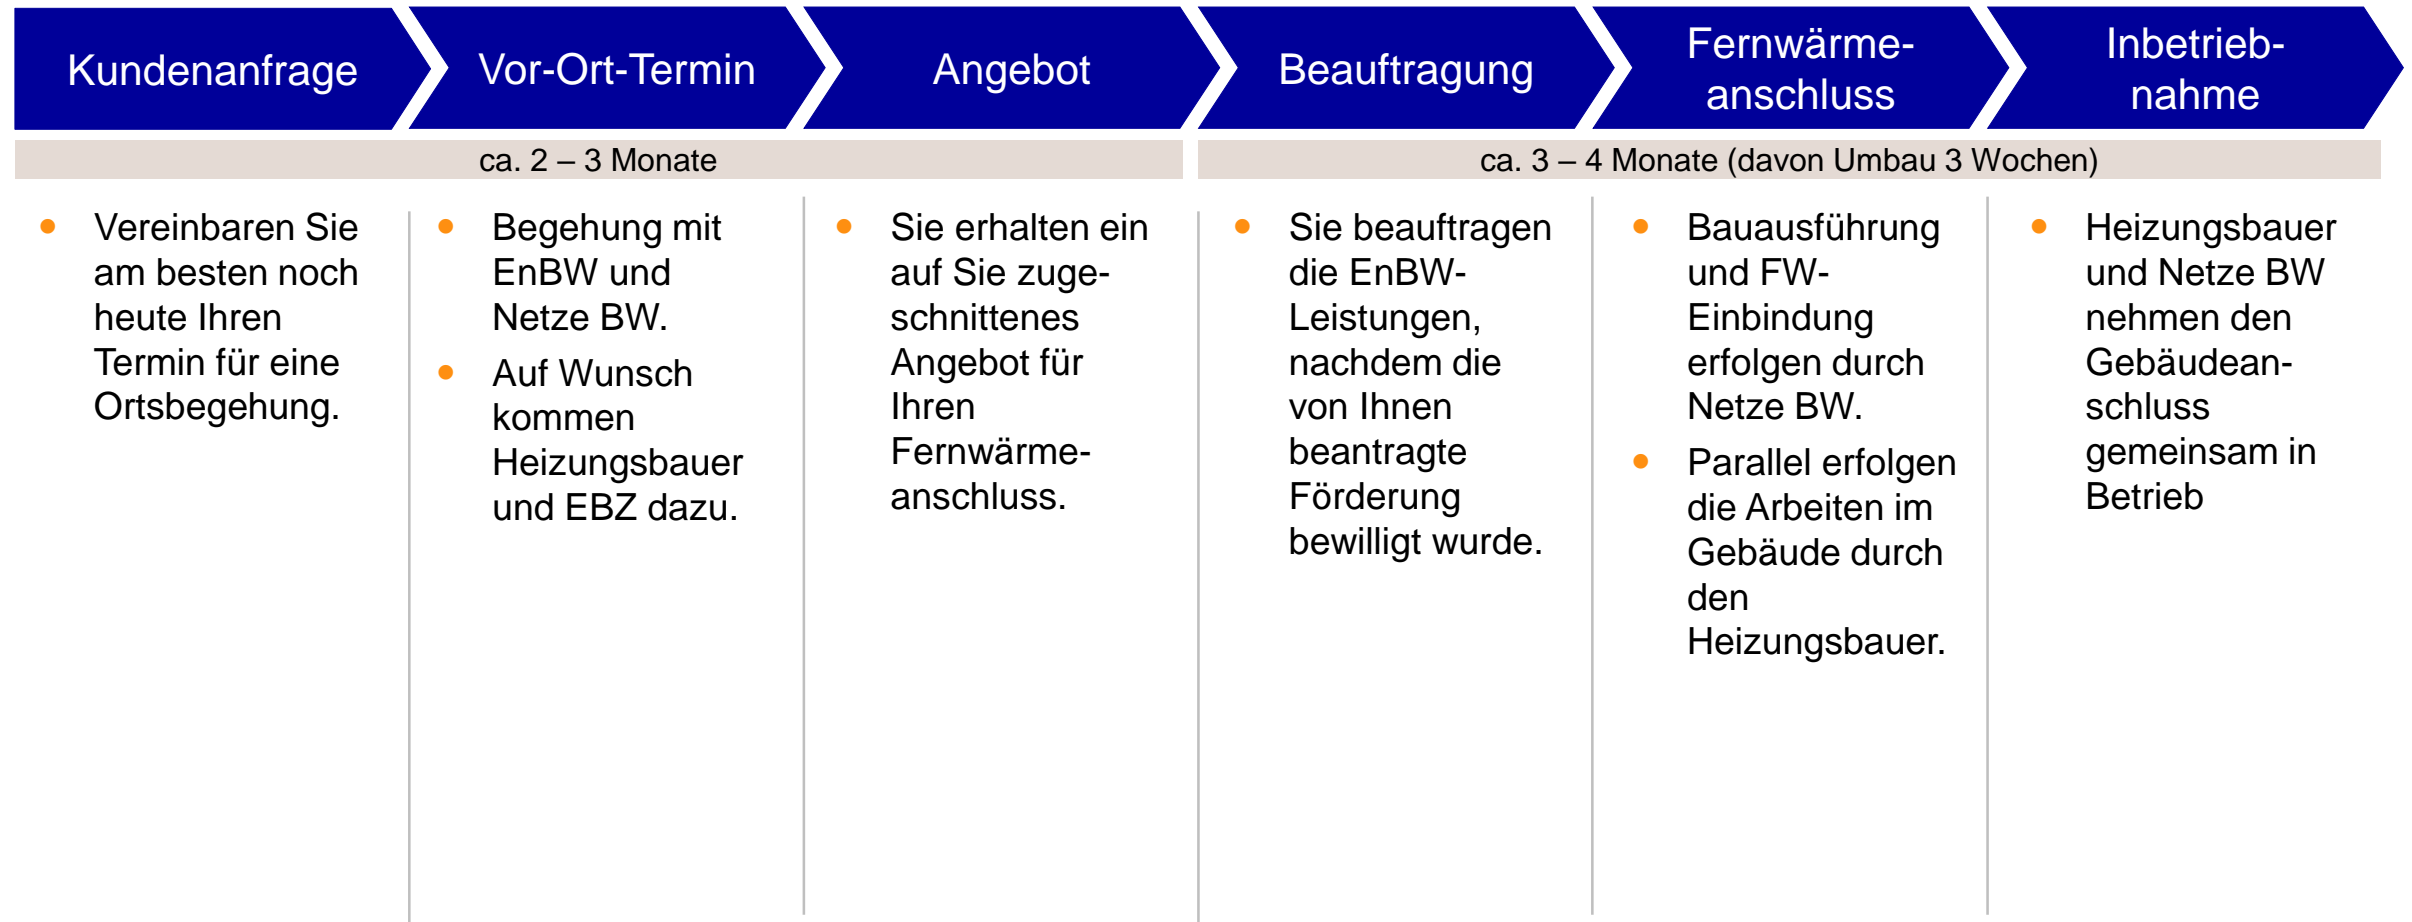 Kundenanfrage
Vor-Ort-Termin
Angebot
Beauftragung
Fernwärme-
anschluss
Inbetrieb-
nahme
ca. 2 – 3 Monate
ca. 3 – 4 Monate (davon Umbau 3 Wochen)
• Vereinbaren Sie
am besten noch
heute Ihren
Termin für eine
Ortsbegehung.
• Begehung mit
EnBW und
Netze BW.
• Auf Wunsch
kommen
Heizungsbauer
und EBZ dazu.
• Sie erhalten ein
auf Sie zuge-
schnittenes
Angebot für
Ihren
Fernwärme-
anschluss.
• Sie beauftragen
die EnBW-
Leistungen,
nachdem die
von Ihnen
beantragte
Förderung
bewilligt wurde.
• Bauausführung
und FW-
Einbindung
erfolgen durch
Netze BW.
• Parallel erfolgen
die Arbeiten im
Gebäude durch
den
Heizungsbauer.
• Heizungsbauer
und Netze BW
nehmen den
Gebäudean-
schluss
gemeinsam in
Betrieb